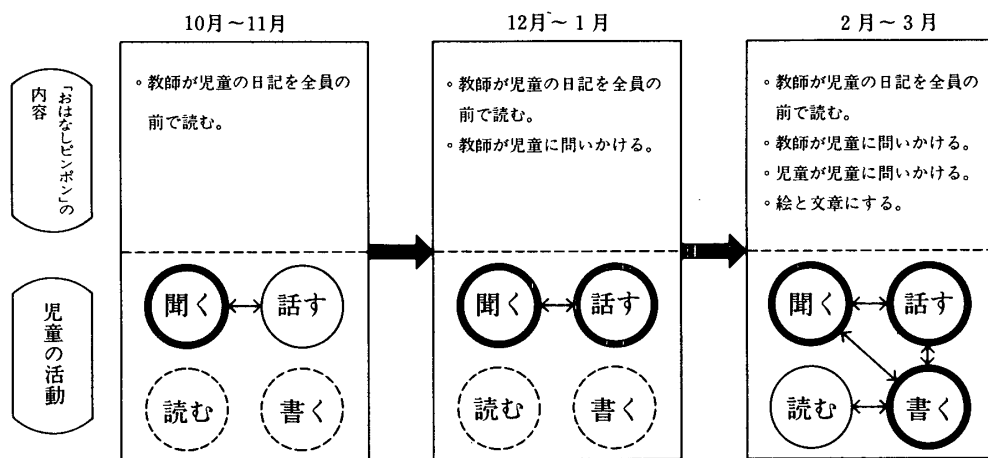 10月～11月
12月～1月
2月～3月
「おはなしピンポン」の
内容
◦教師が児童の日記を全員の
前で読む。
◦教師が児童の日記を全員の
前で読む。
◦教師が児童に問いかける。
◦教師が児童の日記を全員の
前で読む。
◦教師が児童に問いかける。
◦児童が児童に問いかける。
◦絵と文章にする。
児童の活動
聞く
話す
読む
書く
聞く
話す
読む
書く
聞く
話す
読む
書く